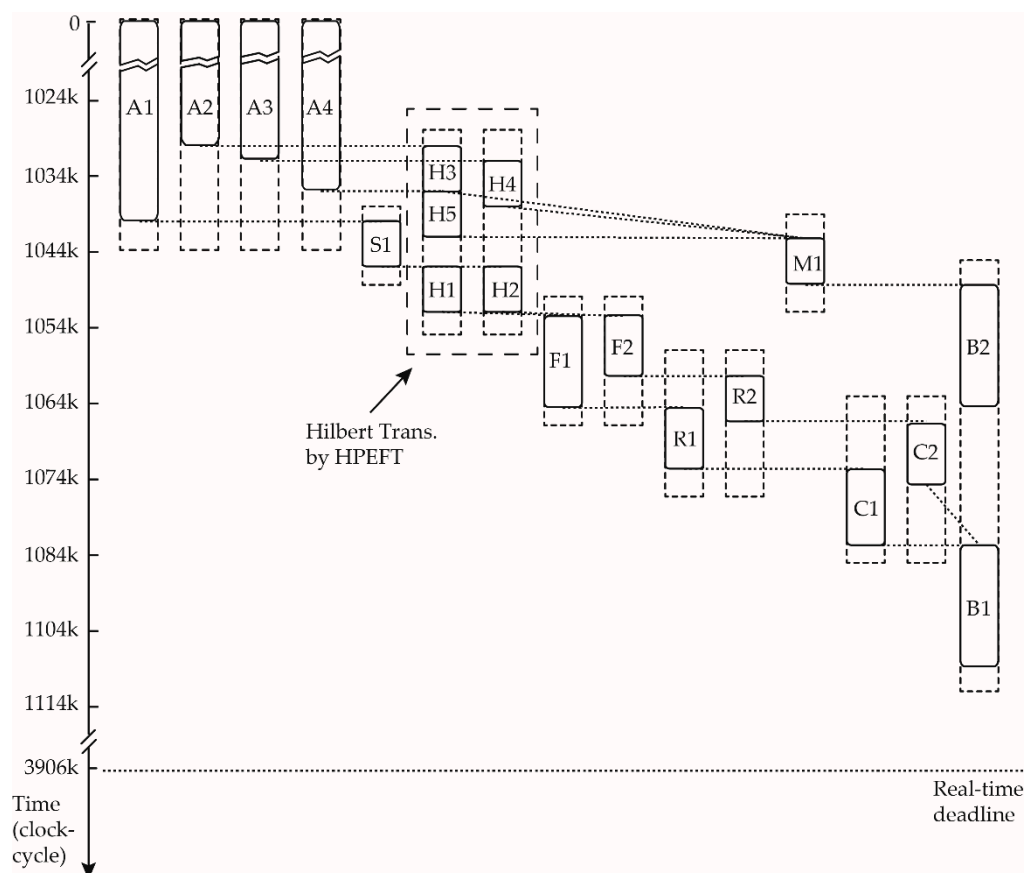 0
1024k
1034k
1044k
1054k
1064k
1074k
1084k
1104k
1114k
3906k
Time
(clock-
cycle)
A1
A2
A3
A4
S1
H3
H4
H5
H1
H2
M1
F1
F2
B2
R1
R2
C1
C2
B1
Hilbert Trans.
by HPEFT
Real-time
deadline